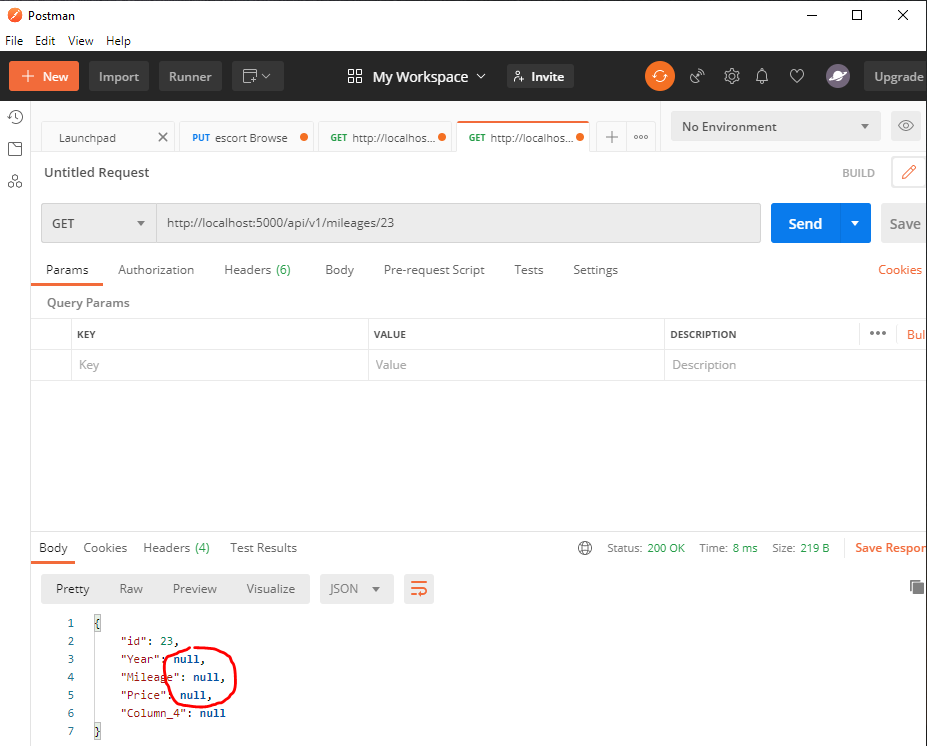 Postman
File Edit View Help
+ New Import Runner My Workspace Invite Upgrade
Launchpad PUT escort Browse GET http://localhos... GET http://localhos... No Environment
Untitled Request BUILD
GET http://localhost:5000/api/v1/mileages/23 Send Save
Params Authorization Headers (6) Body Pre-request Script Tests Settings Cookies
Query Params
KEY VALUE DESCRIPTION ••• Bul
Key Value Description
Body Cookies Headers (4) Test Results Status: 200 OK Time: 8 ms Size: 219 B Save Respor
Pretty Raw Preview Visualize JSON
1 {
2 "id": 23,
3 "Year": null,
4 "Mileage": null,
5 "Price": null,
6 "Column_4": null
7 }